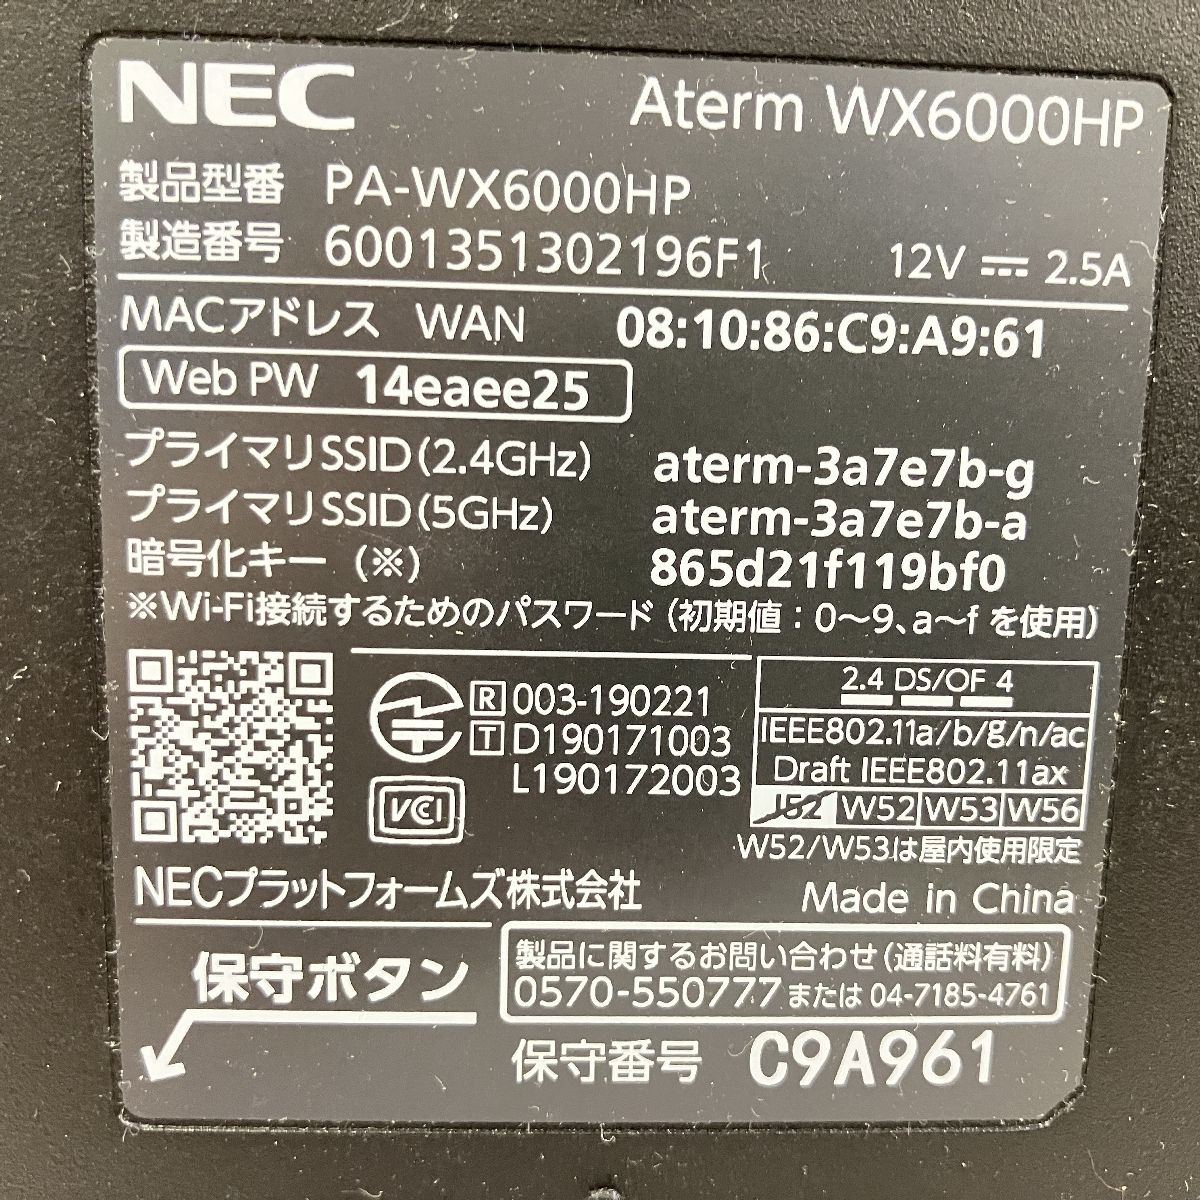 NEC Aterm WX6000HP
製品型番 PA-WX6000HP
製造番号 6001351302196F1 12V ⎓ 2.5A
MACアドレス WAN 08:10:86:C9:A9:61
Web PW 14eaee25
プライマリSSID(2.4GHz) aterm-3a7e7b-g
プライマリSSID(5GHz) aterm-3a7e7b-a
暗号化キー (※) 865d21f119bf0
※Wi-Fi接続するためのパスワード (初期値:0~9、a~f を使用)
R 003-190221
T D190171003
L190172003
VCCI
2.4 DS/OF 4
IEEE802.11a/b/g/n/ac
Draft IEEE802.11ax
J52 W52 W53 W56
W52/W53は屋内使用限定
NECプラットフォームズ株式会社 Made in China
保守ボタン
製品に関するお問い合わせ(通話料有料)
0570-550777 または 04-7185-4761
保守番号 C9A961